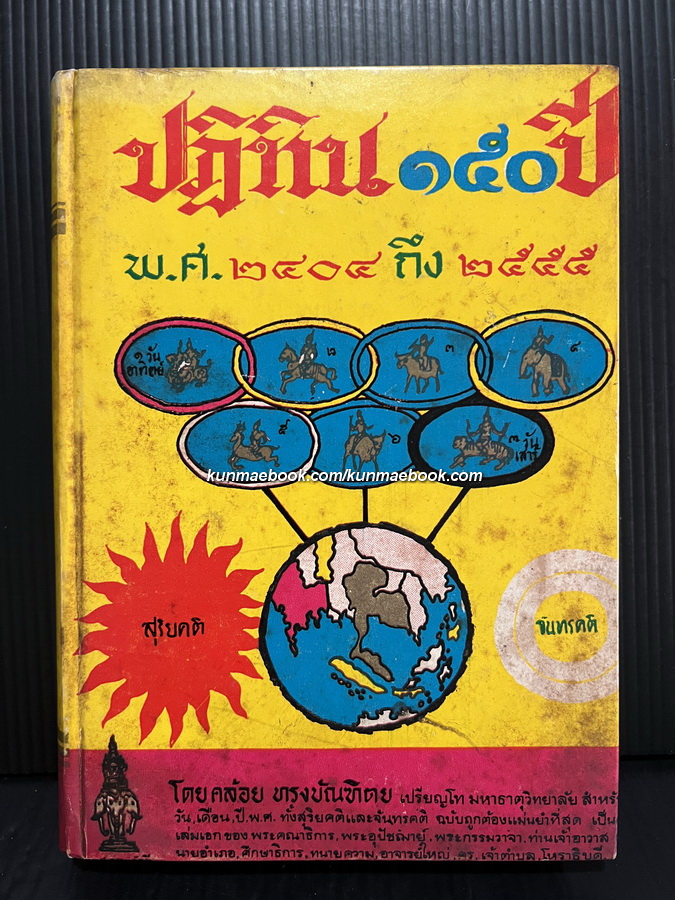 ปฏิทิน ๑๕๐ ปี
พ.ศ. ๒๔๐๔ ถึง ๒๕๕๕
๑ วัน
อาทิตย์
๒
๓
๔
๕
๖
๗ วัน
เสาร์
kunmaebook.com/kunmaebook.com
สุริยคติ
จันทรคติ
โดย คล้อย ทรงบัณฑิตย เปรียญโท มหาธาตุวิทยาลัย สำหรั
วัน,เดือน,ปี,พ.ศ. ทั้งสุริยคติและจันทรคติ ฉบับถูกต้องแม่นยำที่สุด เป็น
เล่มเอก ของ พระคณาธิการ, พระอุปัชฌาย์, พระกรรมวาจา, ท่านเจ้าอาวาส
นายอำเภอ, ศึกษาธิการ, ทนายความ, อาจารย์ใหญ่, ครู, เจ้าตำบล, โหราธิบดี